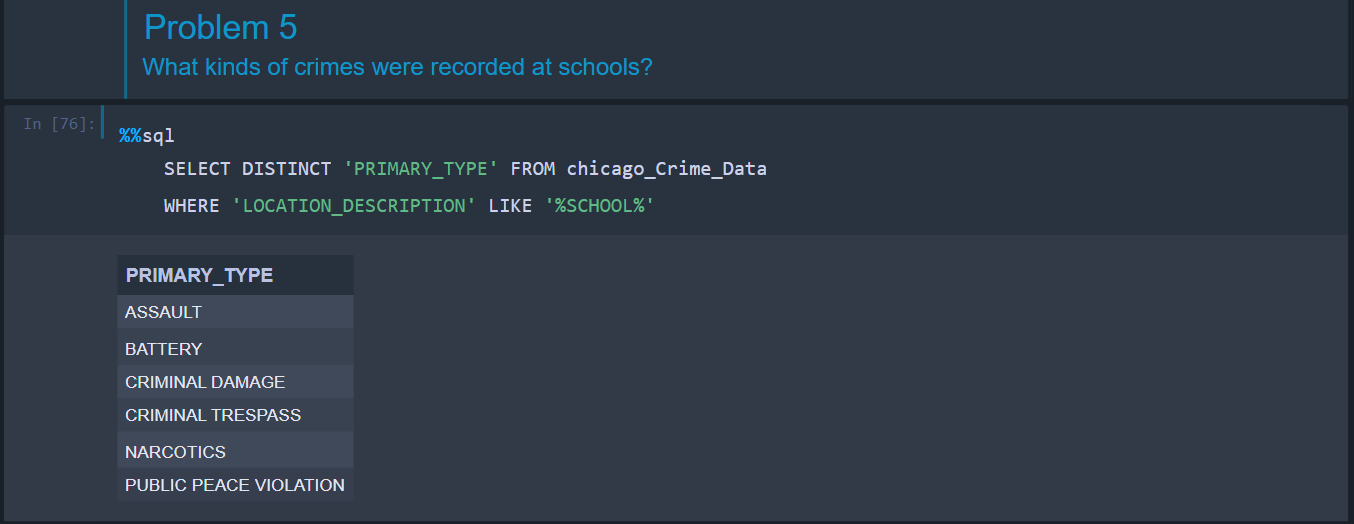 Problem 5
What kinds of crimes were recorded at schools?
In [76]:
%%sql
SELECT DISTINCT 'PRIMARY_TYPE' FROM chicago_Crime_Data
WHERE 'LOCATION_DESCRIPTION' LIKE '%SCHOOL%'
PRIMARY_TYPE
ASSAULT
BATTERY
CRIMINAL DAMAGE
CRIMINAL TRESPASS
NARCOTICS
PUBLIC PEACE VIOLATION